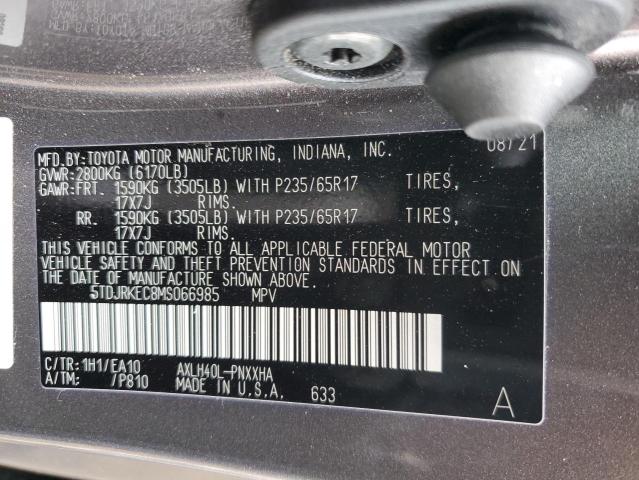 MFD.BY:TOYOTA MOTOR MANUFACTURING, INDIANA, INC. 08/21
GVWR:2800KG (6170LB)
GAWR:FRT. 1590KG (3505LB) WITH P235/65R17 TIRES,
17X7J RIMS.
RR. 1590KG (3505LB) WITH P235/65R17 TIRES,
17X7J RIMS.
THIS VEHICLE CONFORMS TO ALL APPLICABLE FEDERAL MOTOR
VEHICLE SAFETY AND THEFT PREVENTION STANDARDS IN EFFECT ON
THE DATE OF MANUFACTURE SHOWN ABOVE.
5TDJRKEC8MS066985 MPV
C/TR:1H1/EA10 AXLH40L-PNXXHA
A/TM: /P810 MADE IN U.S.A. 633
A